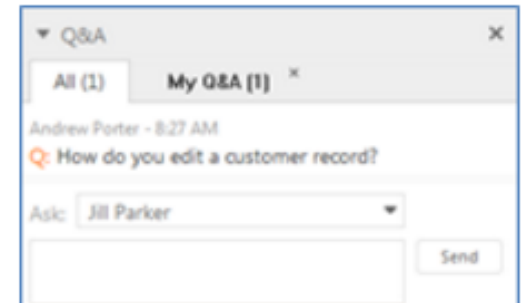 Q&A
All (1) My Q&A (1)
Andrew Porter - 8:27 AM
Q: How do you edit a customer record?
Ask: Jill Parker
Send